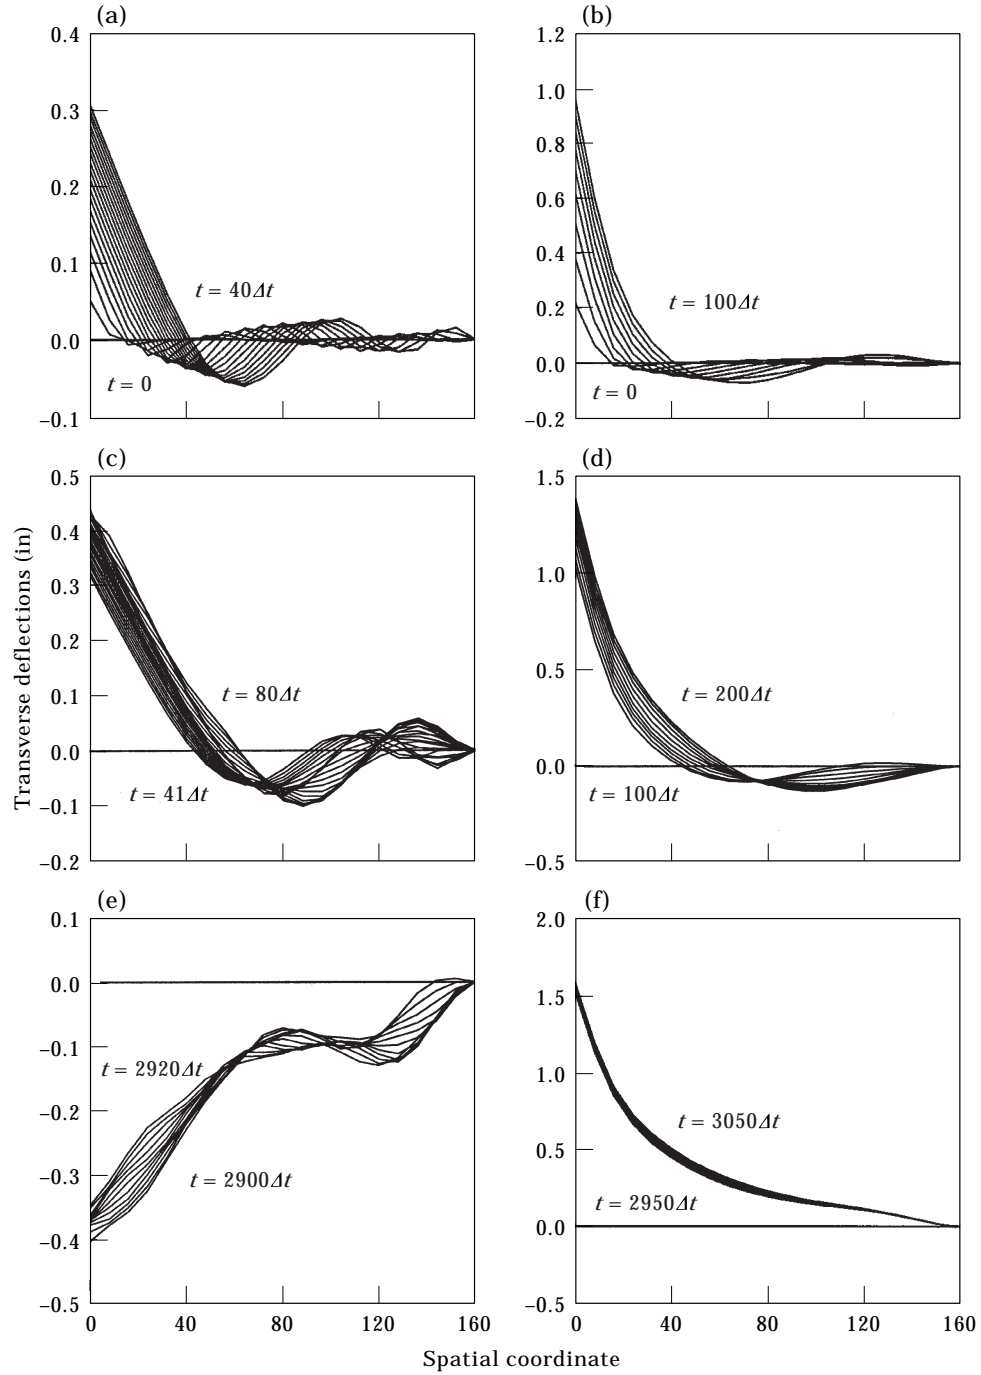 (a)
0.4
0.3
0.2
0.1
0.0
−0.1
t = 40Δt
t = 0
(b)
1.2
1.0
0.8
0.6
0.4
0.2
0.0
−0.2
t = 100Δt
t = 0
(c)
0.5
0.4
0.3
0.2
0.1
0.0
−0.1
−0.2
t = 80Δt
t = 41Δt
(d)
1.5
1.0
0.5
0.0
−0.5
t = 200Δt
t = 100Δt
Transverse deflections (in)
(e)
0.1
0.0
−0.1
−0.2
−0.3
−0.4
−0.5
t = 2920Δt
t = 2900Δt
0 40 80 120 160
(f)
2.0
1.5
1.0
0.5
0.0
−0.5
t = 3050Δt
t = 2950Δt
0 40 80 120 160
Spatial coordinate